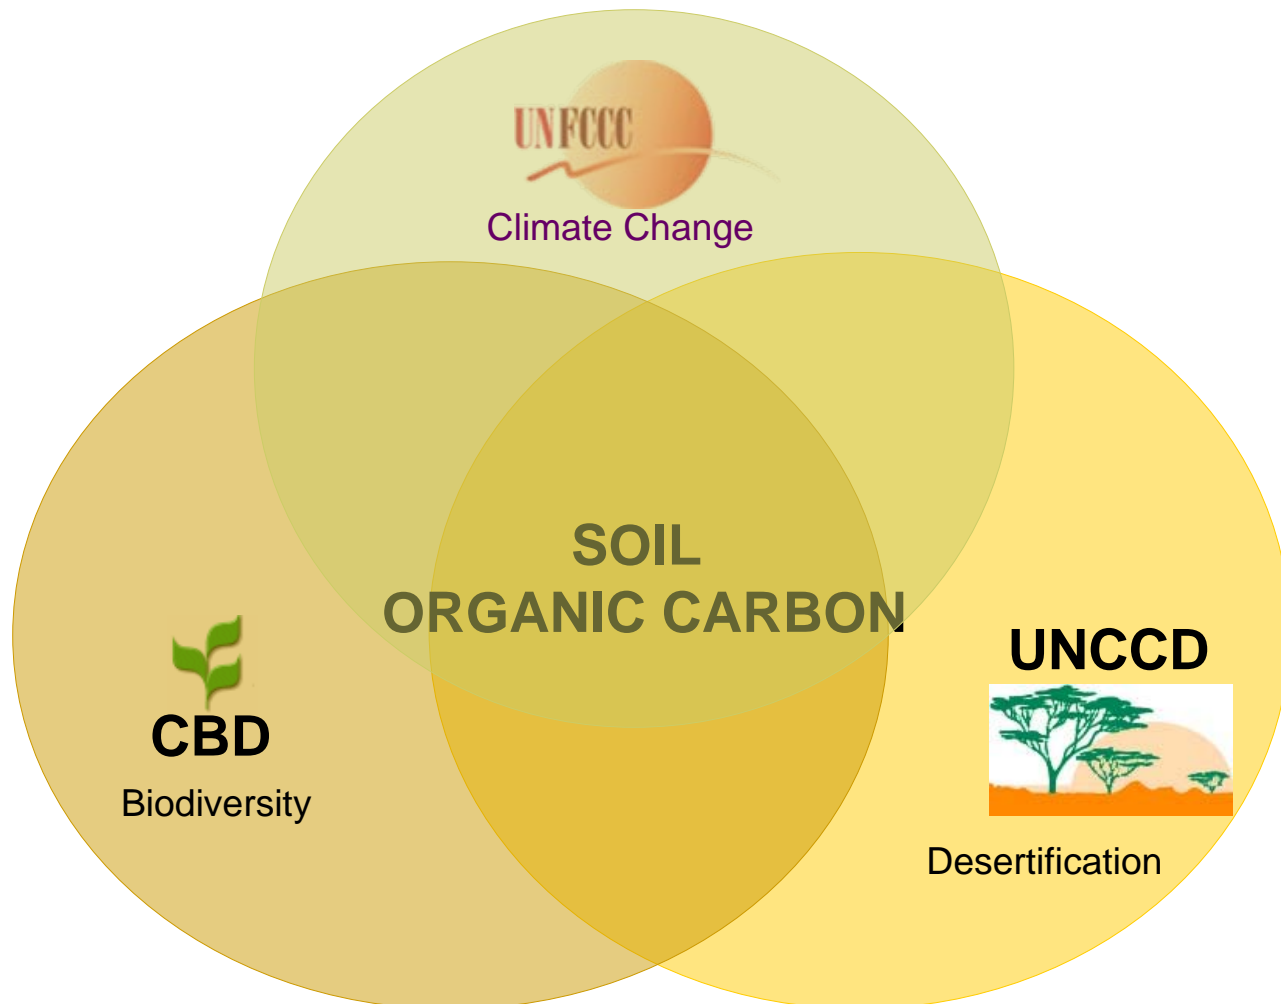 UNFCCC
Climate Change
SOIL
ORGANIC CARBON
UNCCD
CBD
Biodiversity
Desertification